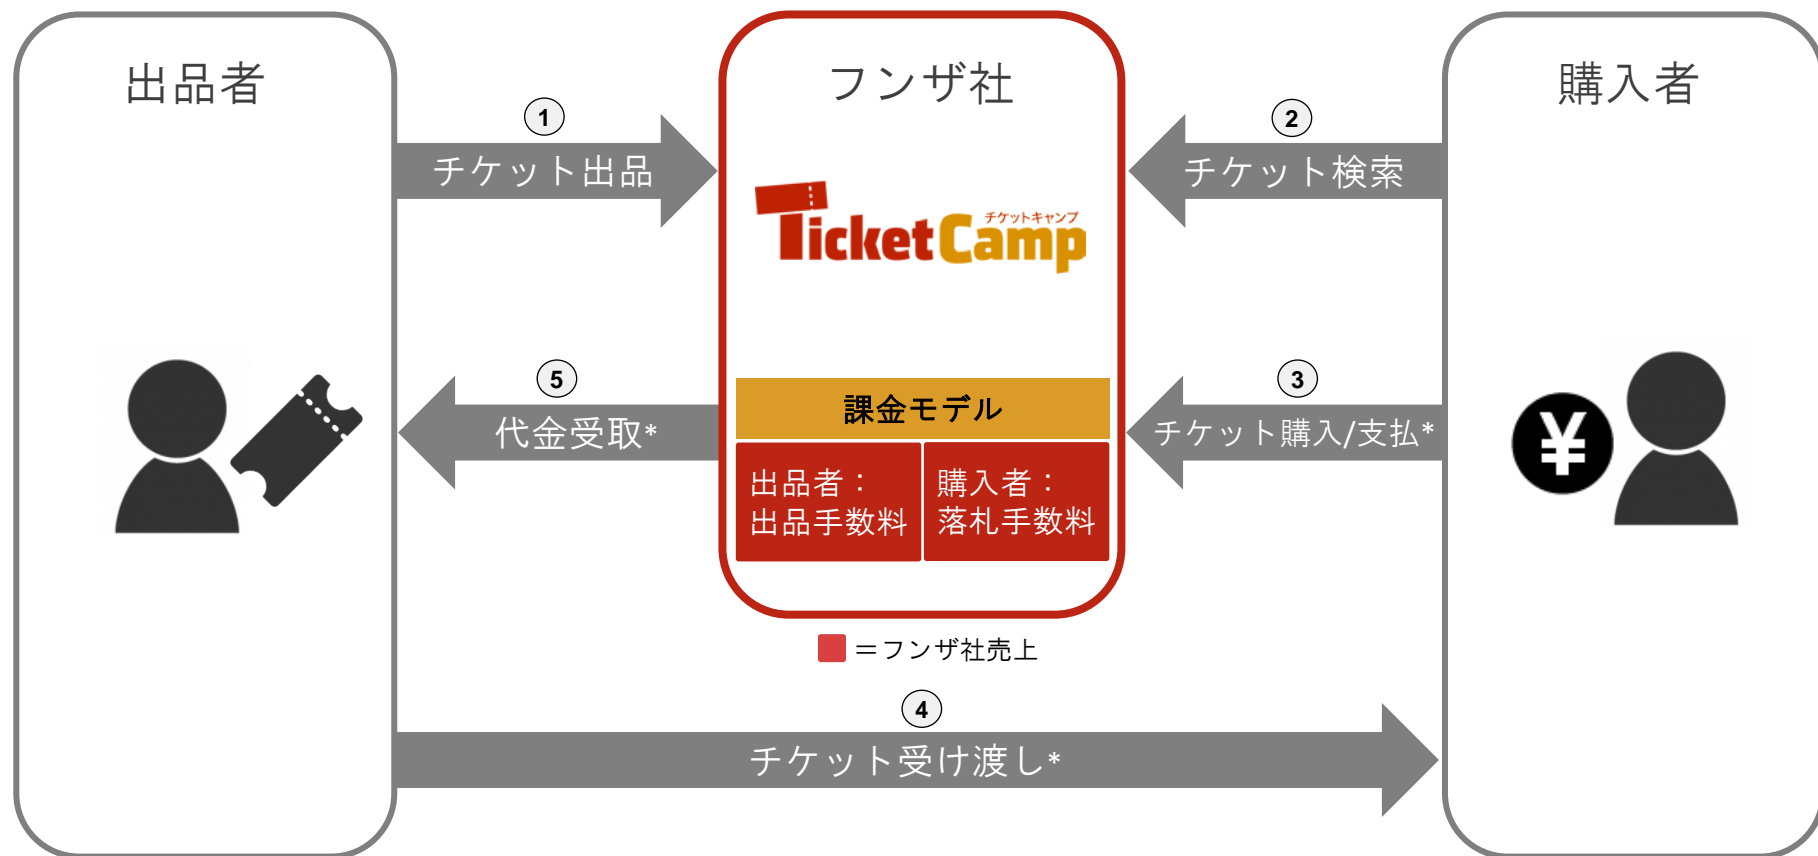 出品者
フンザ社
購入者
1
チケット出品
2
チケット検索
チケットキャンプ
TicketCamp
5
代金受取*
3
チケット購入/支払*
課金モデル
出品者：
出品手数料
購入者：
落札手数料
＝フンザ社売上
4
チケット受け渡し*
¥